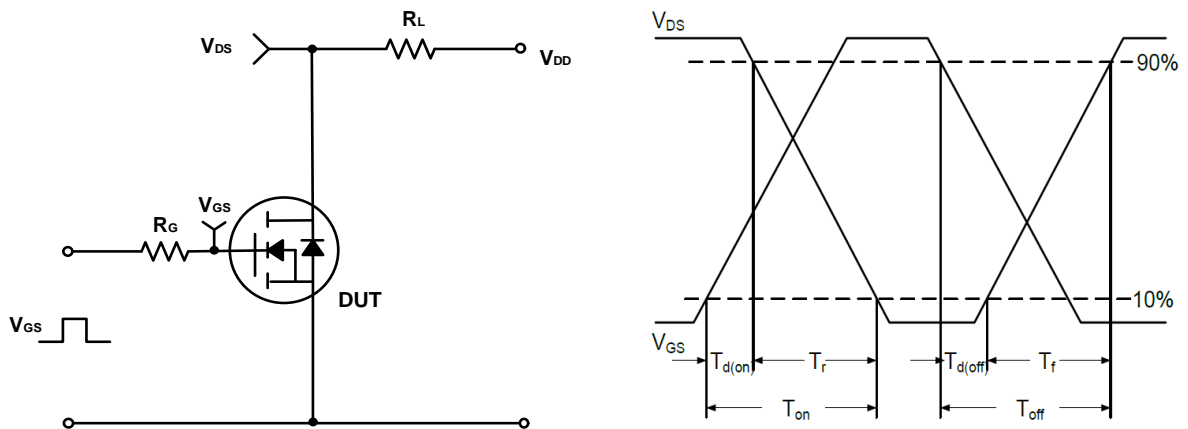 RL
VDS
VDD
VGS
RG
DUT
VGS
VDS
90%
10%
VGS
Td(on)
Tr
Td(off)
Tf
Ton
Toff